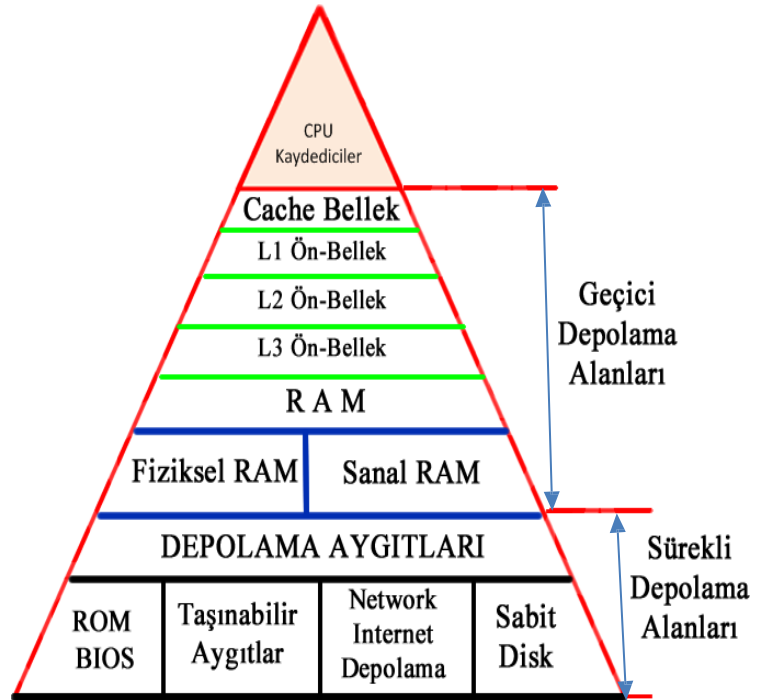 CPU
Kaydediciler
Cache Bellek
L1 Ön-Bellek
L2 Ön-Bellek
L3 Ön-Bellek
R A M
Fiziksel RAM
Sanal RAM
Geçici
Depolama
Alanları
DEPOLAMA AYGITLARI
ROM
BIOS
Taşınabilir
Aygıtlar
Network
Internet
Depolama
Sabit
Disk
Sürekli
Depolama
Alanları